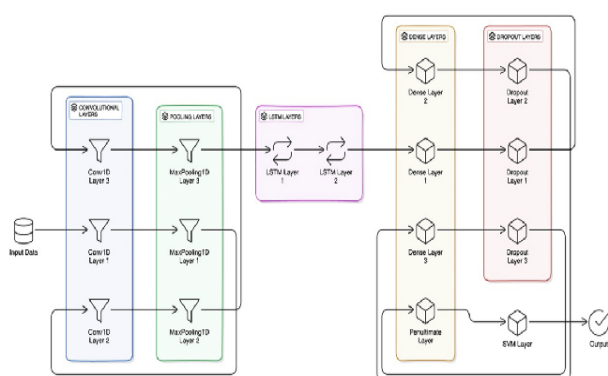 DENSE LAYERS
DROPOUT LAYERS
Dense Layer
2
Dropout
Layer 2
CONVOLUTIONAL
LAYERS
POOLING LAYERS
LSTM LAYERS
Conv1D
Layer 3
MaxPooling1D
Layer 3
LSTM Layer
1
LSTM Layer
2
Dense Layer
1
Dropout
Layer 1
Input Data
Conv1D
Layer 1
MaxPooling1D
Layer 1
Dense Layer
3
Dropout
Layer 3
Conv1D
Layer 2
MaxPooling1D
Layer 2
Penultimate
Layer
SVM Layer
Output